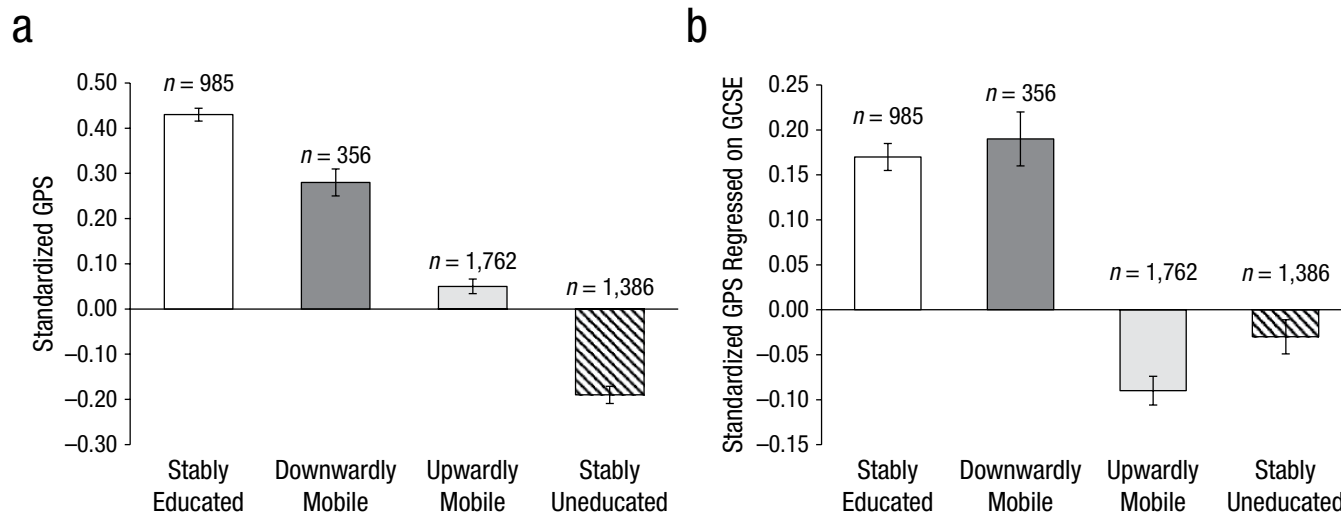 a
Standardized GPS
0.50
0.40
0.30
0.20
0.10
0.00
–0.10
–0.20
–0.30
n = 985
n = 356
n = 1,762
n = 1,386
Stably
Educated
Downwardly
Mobile
Upwardly
Mobile
Stably
Uneducated
b
Standardized GPS Regressed on GCSE
0.25
0.20
0.15
0.10
0.05
0.00
–0.05
–0.10
–0.15
n = 985
n = 356
n = 1,762
n = 1,386
Stably
Educated
Downwardly
Mobile
Upwardly
Mobile
Stably
Uneducated